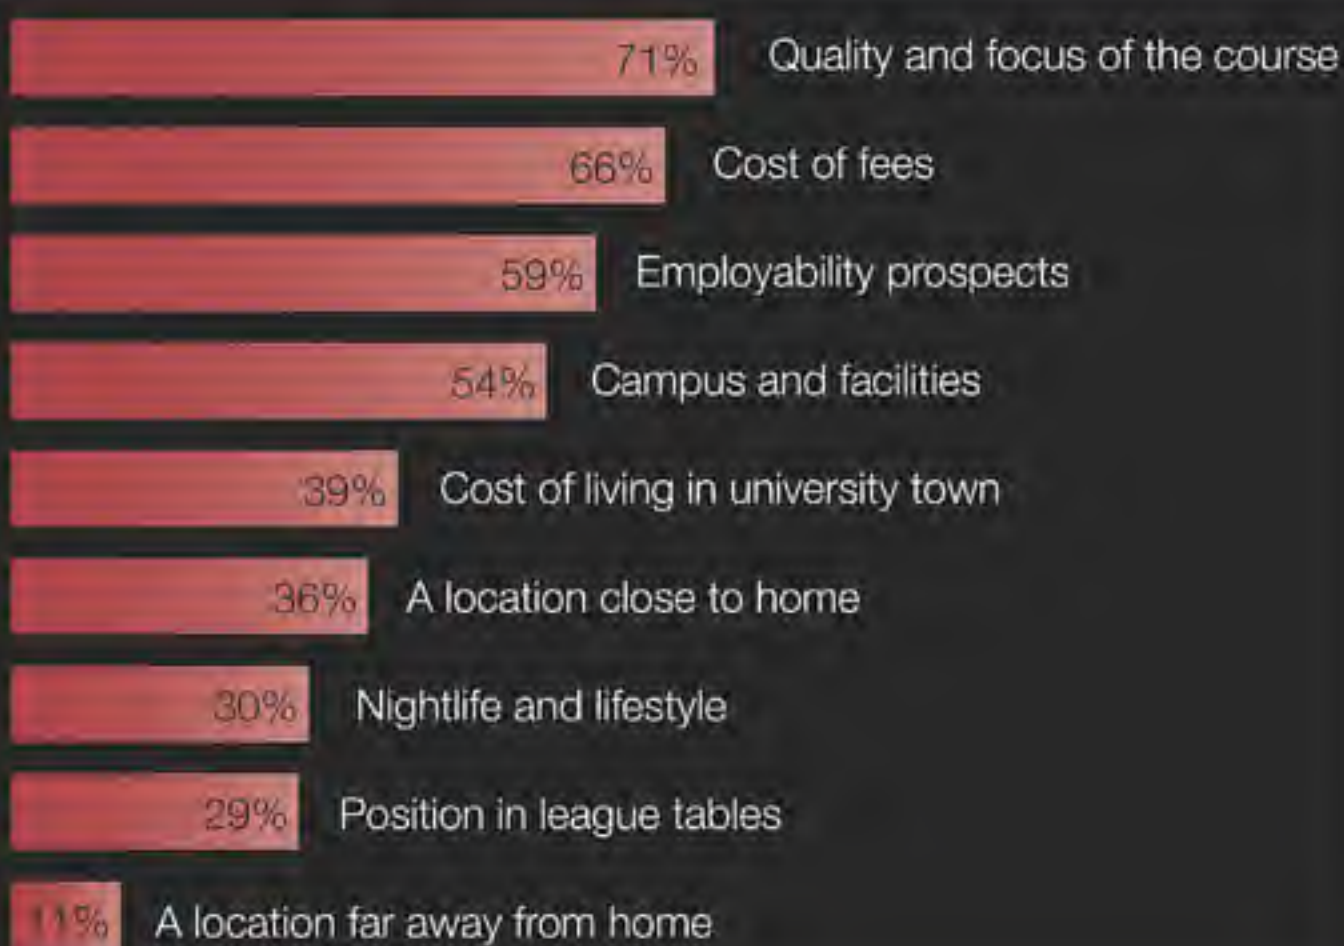 71% Quality and focus of the course
66% Cost of fees
59% Employability prospects
54% Campus and facilities
39% Cost of living in university town
36% A location close to home
30% Nightlife and lifestyle
29% Position in league tables
11% A location far away from home